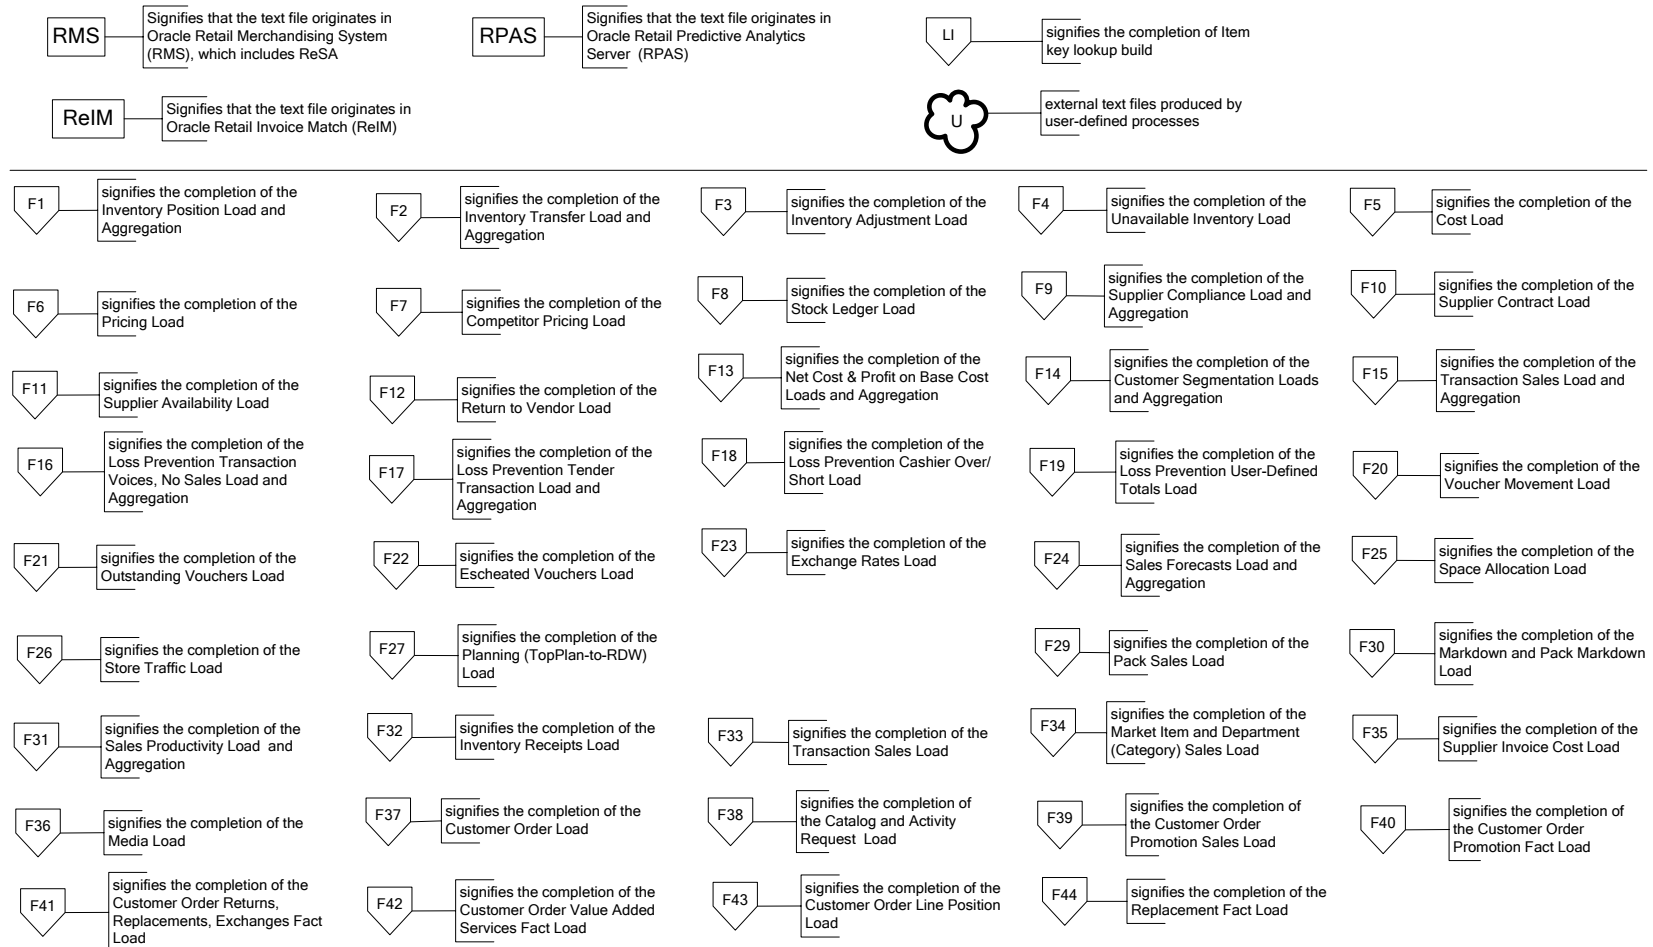 RMS
Signifies that the text file originates in
Oracle Retail Merchandising System
(RMS), which includes ReSA
RPAS
Signifies that the text file originates in
Oracle Retail Predictive Analytics
Server (RPAS)
LI
signifies the completion of Item
key lookup build
ReIM
Signifies that the text file originates in
Oracle Retail Invoice Match (ReIM)
U
external text files produced by
user-defined processes
F1
signifies the completion of the
Inventory Position Load and
Aggregation
F2
signifies the completion of the
Inventory Transfer Load and
Aggregation
F3
signifies the completion of the
Inventory Adjustment Load
F4
signifies the completion of the
Unavailable Inventory Load
F5
signifies the completion of the
Cost Load
F6
signifies the completion of the
Pricing Load
F7
signifies the completion of the
Competitor Pricing Load
F8
signifies the completion of the
Stock Ledger Load
F9
signifies the completion of the
Supplier Compliance Load and
Aggregation
F10
signifies the completion of the
Supplier Contract Load
F11
signifies the completion of the
Supplier Availability Load
F12
signifies the completion of the
Return to Vendor Load
F13
signifies the completion of the
Net Cost & Profit on Base Cost
Loads and Aggregation
F14
signifies the completion of the
Customer Segmentation Loads
and Aggregation
F15
signifies the completion of the
Transaction Sales Load and
Aggregation
F16
signifies the completion of the
Loss Prevention Transaction
Voices, No Sales Load and
Aggregation
F17
signifies the completion of the
Loss Prevention Tender
Transaction Load and
Aggregation
F18
signifies the completion of the
Loss Prevention Cashier Over/
Short Load
F19
signifies the completion of the
Loss Prevention User-Defined
Totals Load
F20
signifies the completion of the
Voucher Movement Load
F21
signifies the completion of the
Outstanding Vouchers Load
F22
signifies the completion of the
Escheated Vouchers Load
F23
signifies the completion of the
Exchange Rates Load
F24
signifies the completion of the
Sales Forecasts Load and
Aggregation
F25
signifies the completion of the
Space Allocation Load
F26
signifies the completion of the
Store Traffic Load
F27
signifies the completion of the
Planning (TopPlan-to-RDW)
Load
F29
signifies the completion of the
Pack Sales Load
F30
signifies the completion of the
Markdown and Pack Markdown
Load
F31
signifies the completion of the
Sales Productivity Load and
Aggregation
F32
signifies the completion of the
Inventory Receipts Load
F33
signifies the completion of the
Transaction Sales Load
F34
signifies the completion of the
Market Item and Department
(Category) Sales Load
F35
signifies the completion of the
Supplier Invoice Cost Load
F36
signifies the completion of the
Media Load
F37
signifies the completion of the
Customer Order Load
F38
signifies the completion of
the Catalog and Activity
Request Load
F39
signifies the completion of
the Customer Order
Promotion Sales Load
F40
signifies the completion of
the Customer Order
Promotion Fact Load
F41
signifies the completion of the
Customer Order Returns,
Replacements, Exchanges Fact
Load
F42
signifies the completion of the
Customer Order Value Added
Services Fact Load
F43
signifies the completion of the
Customer Order Line Position
Load
F44
signifies the completion of the
Replacement Fact Load